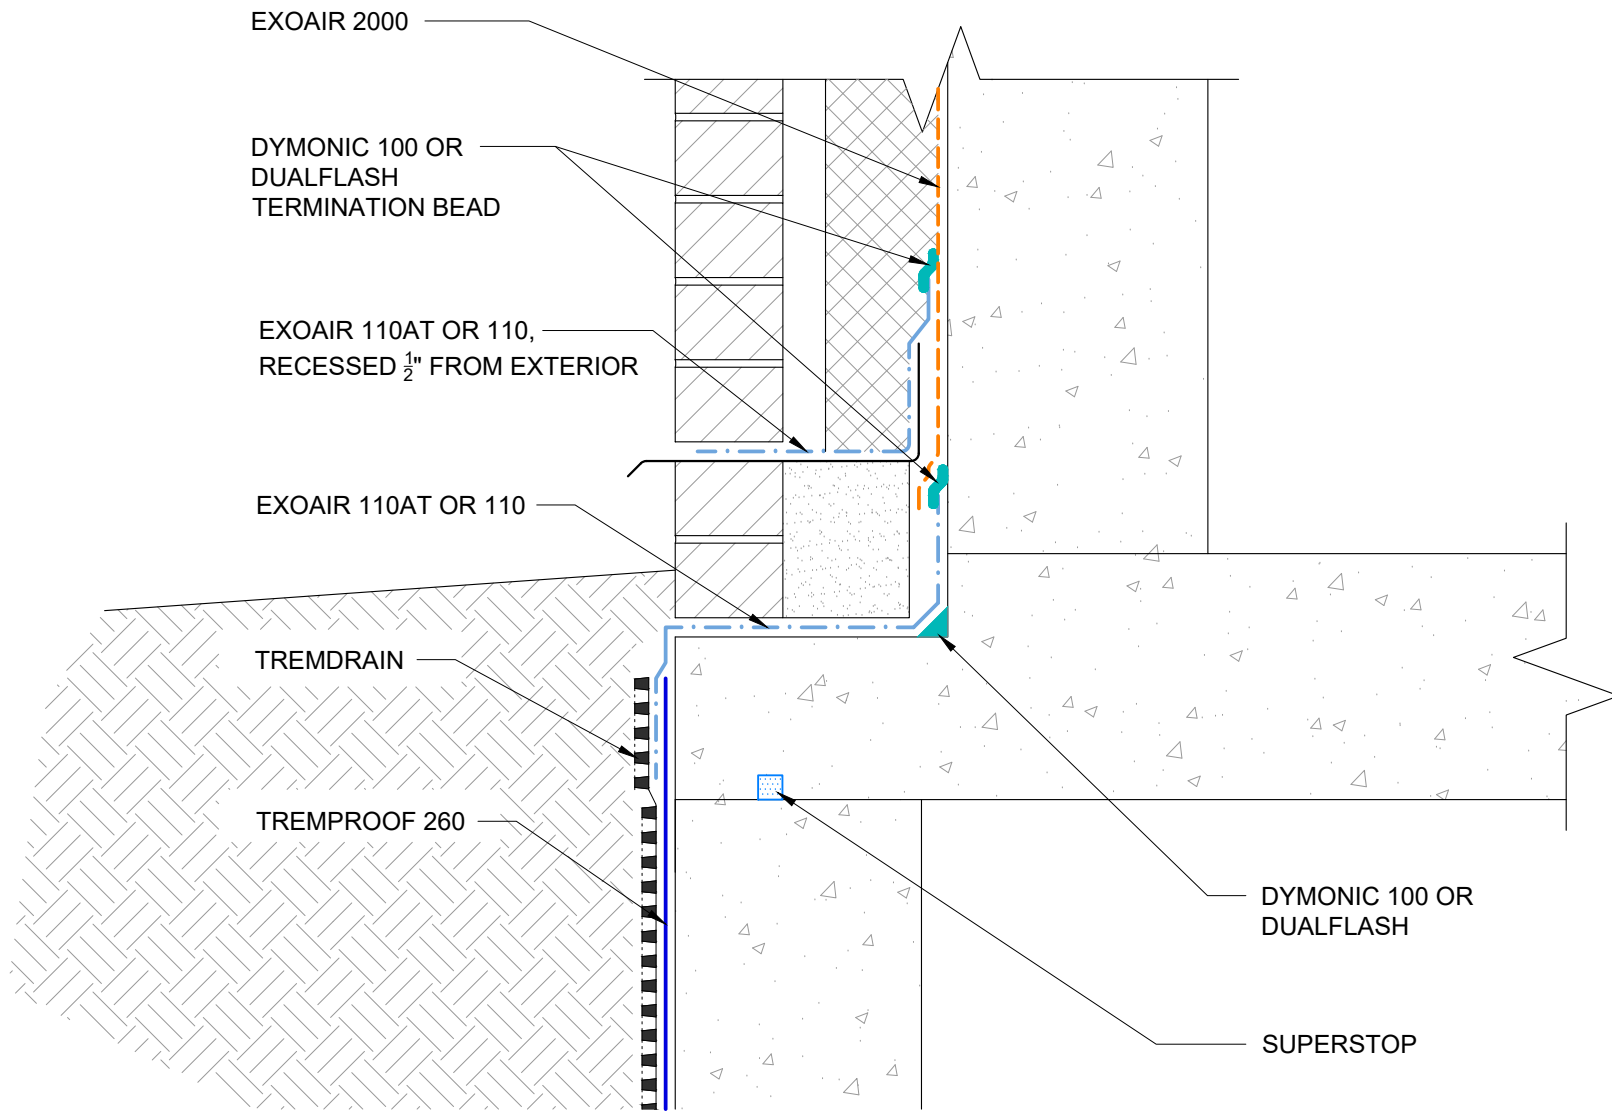 EXOAIR 2000
DYMONIC 100 OR
DUALFLASH
TERMINATION BEAD
EXOAIR 110AT OR 110,
RECESSED 1/2" FROM EXTERIOR
EXOAIR 110AT OR 110
TREMDRAIN
TREMPROOF 260
DYMONIC 100 OR
DUALFLASH
SUPERSTOP